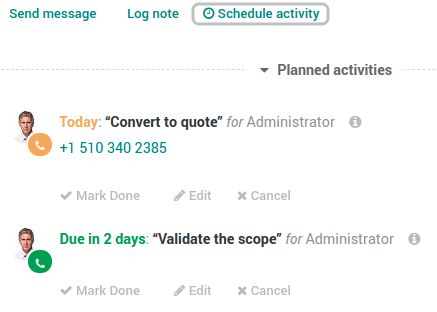 Send message Log note Schedule activity
Planned activities
Today: “Convert to quote” for Administrator
+1 510 340 2385
Mark Done Edit Cancel
Due in 2 days: “Validate the scope” for Administrator
Mark Done Edit Cancel